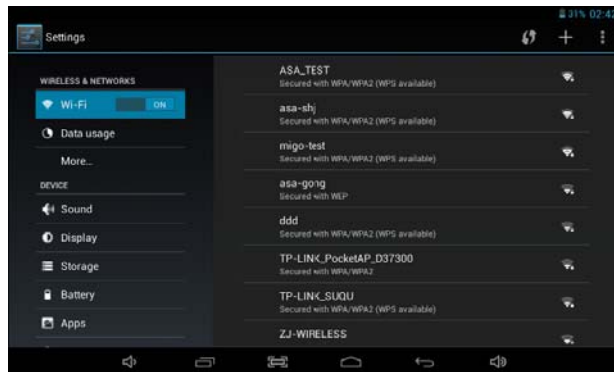 31% 02:42
Settings
WIRELESS & NETWORKS
Wi-Fi ON
Data usage
More...
DEVICE
Sound
Display
Storage
Battery
Apps
ASA_TEST
Secured with WPA/WPA2 (WPS available)
asa-shj
Secured with WPA/WPA2 (WPS available)
migo-test
Secured with WPA/WPA2 (WPS available)
asa-gong
Secured with WEP
ddd
Secured with WPA/WPA2 (WPS available)
TP-LINK_PocketAP_D37300
Secured with WPA/WPA2
TP-LINK_SUQU
Secured with WPA/WPA2 (WPS available)
ZJ-WIRELESS